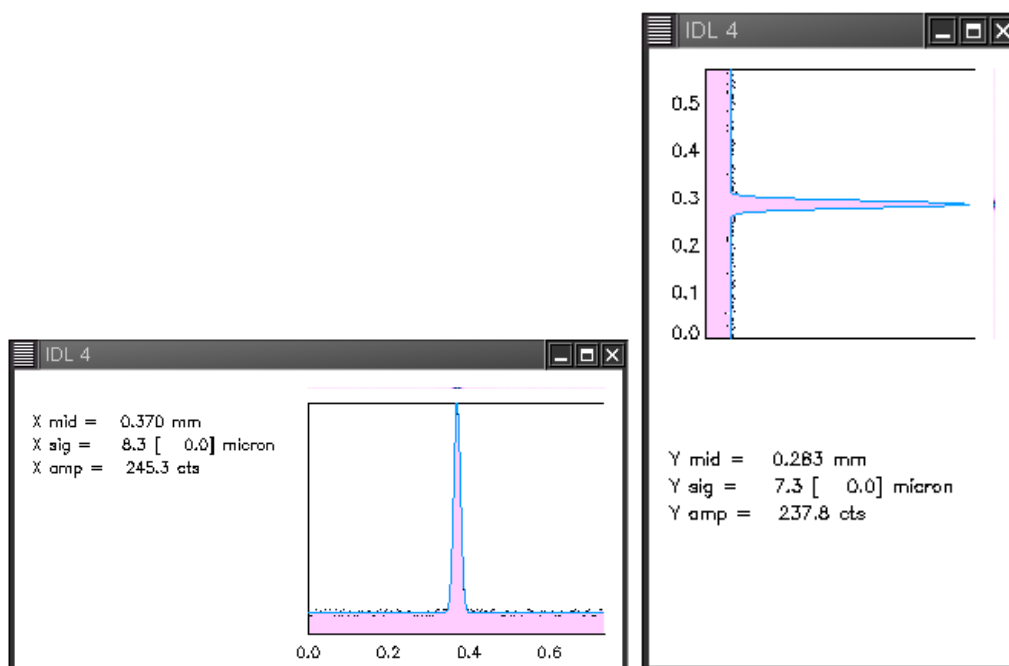 IDL 4
0.5
0.4
0.3
0.2
0.1
0.0
Y mid = 0.283 mm
Y sig = 7.3 [ 0.0] micron
Y amp = 237.8 cts
IDL 4
X mid = 0.370 mm
X sig = 8.3 [ 0.0] micron
X amp = 245.3 cts
0.0 0.2 0.4 0.6